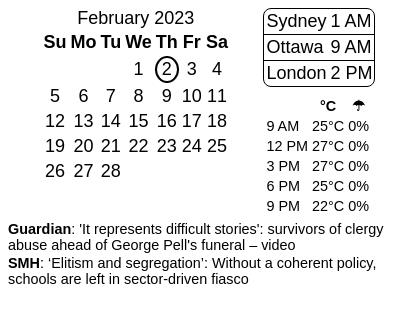 February 2023
Su Mo Tu We Th Fr Sa
1 2 3 4
5 6 7 8 9 10 11
12 13 14 15 16 17 18
19 20 21 22 23 24 25
26 27 28
Sydney 1 AM
Ottawa 9 AM
London 2 PM
°C ☂
9 AM 25°C 0%
12 PM 27°C 0%
3 PM 27°C 0%
6 PM 25°C 0%
9 PM 22°C 0%
Guardian: 'It represents difficult stories': survivors of clergy
abuse ahead of George Pell's funeral – video
SMH: ‘Elitism and segregation’: Without a coherent policy,
schools are left in sector-driven fiasco